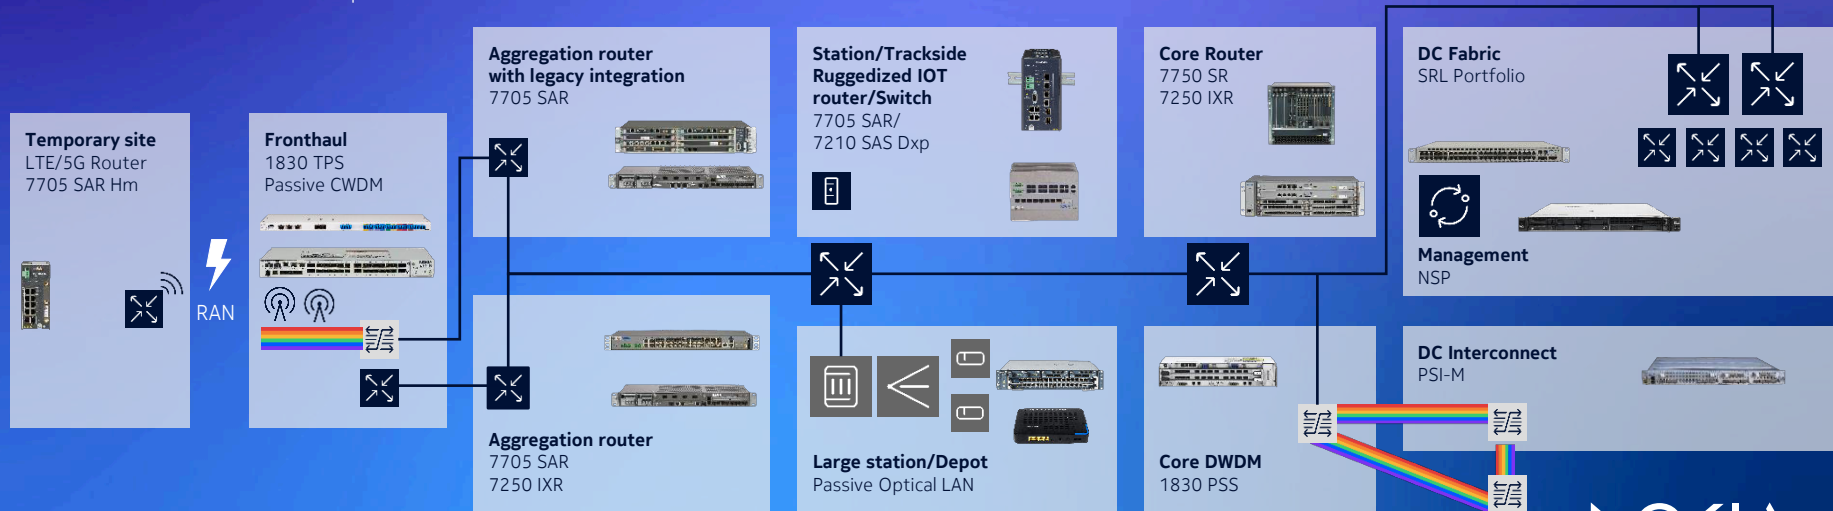 Temporary site
LTE/5G Router
7705 SAR Hm
RAN
Fronthaul
1830 TPS
Passive CWDM
Aggregation router
with legacy integration
7705 SAR
Aggregation router
7705 SAR
7250 IXR
Station/Trackside
Ruggedized IOT
router/Switch
7705 SAR/
7210 SAS Dxp
Large station/Depot
Passive Optical LAN
Core Router
7750 SR
7250 IXR
Core DWDM
1830 PSS
DC Fabric
SRL Portfolio
Management
NSP
DC Interconnect
PSI-M